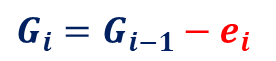 G_i = G_{i-1} - e_i